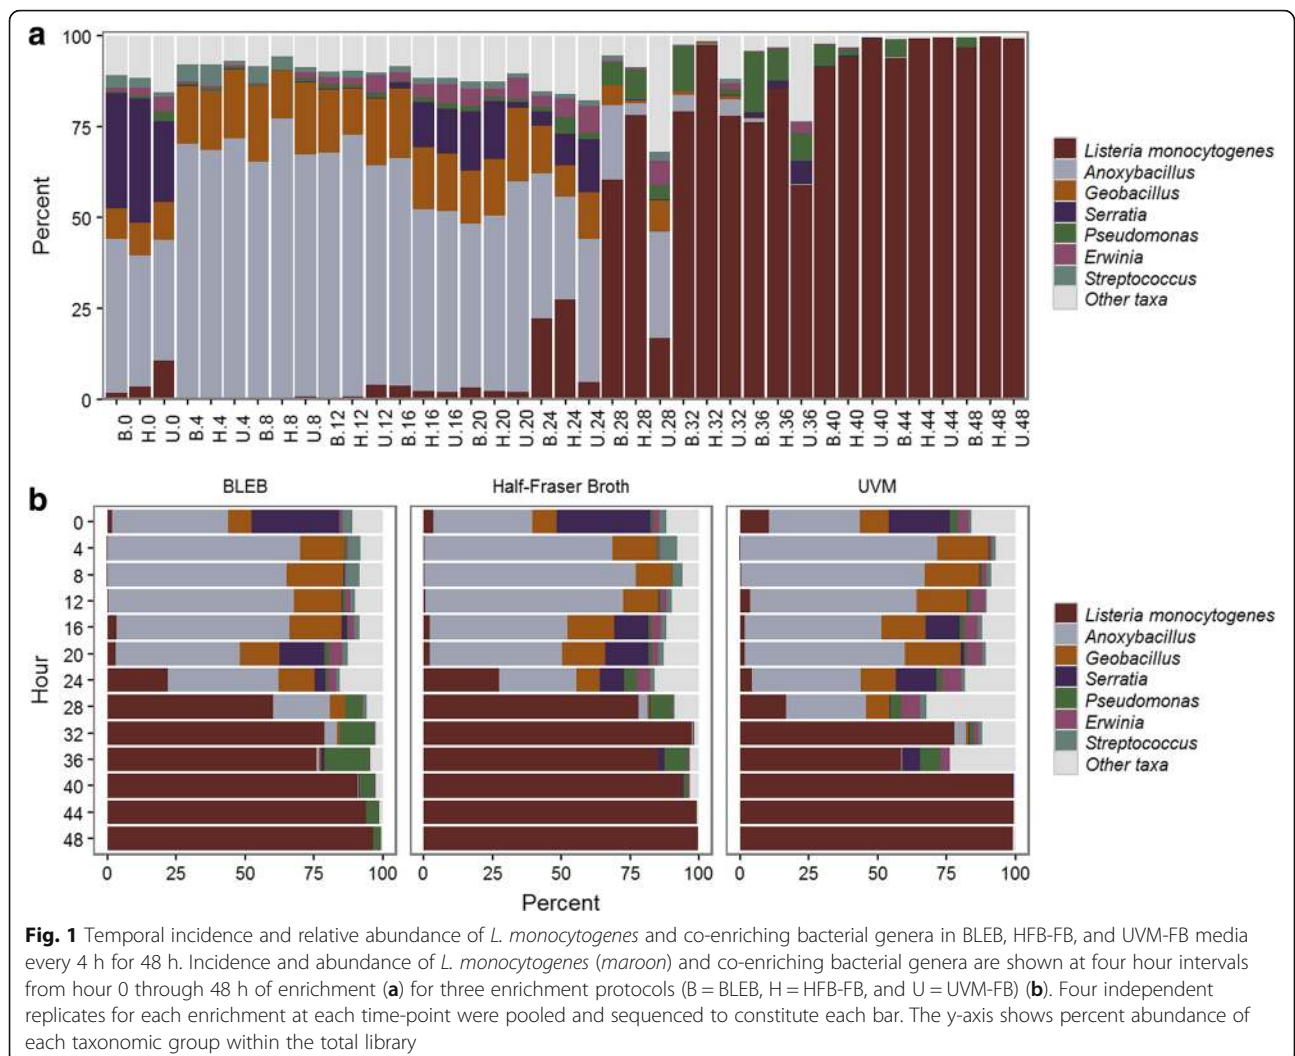 a
100
75
50
25
0
Percent
B.0 H.0 U.0 B.4 H.4 U.4 B.8 H.8 U.8 B.12 H.12 U.12 B.16 H.16 U.16 B.20 H.20 U.20 B.24 H.24 U.24 B.28 H.28 U.28 B.32 H.32 U.32 B.36 H.36 U.36 B.40 H.40 U.40 B.44 H.44 U.44 B.48 H.48 U.48
Listeria monocytogenes
Anoxybacillus
Geobacillus
Serratia
Pseudomonas
Erwinia
Streptococcus
Other taxa
b
BLEB Half-Fraser Broth UVM
Hour
0
4
8
12
16
20
24
28
32
36
40
44
48
0 25 50 75 100 0 25 50 75 100 0 25 50 75 100
Percent
Listeria monocytogenes
Anoxybacillus
Geobacillus
Serratia
Pseudomonas
Erwinia
Streptococcus
Other taxa
Fig. 1 Temporal incidence and relative abundance of L. monocytogenes and co-enriching bacterial genera in BLEB, HFB-FB, and UVM-FB media
every 4 h for 48 h. Incidence and abundance of L. monocytogenes (maroon) and co-enriching bacterial genera are shown at four hour intervals
from hour 0 through 48 h of enrichment (a) for three enrichment protocols (B = BLEB, H = HFB-FB, and U = UVM-FB) (b). Four independent
replicates for each enrichment at each time-point were pooled and sequenced to constitute each bar. The y-axis shows percent abundance of
each taxonomic group within the total library